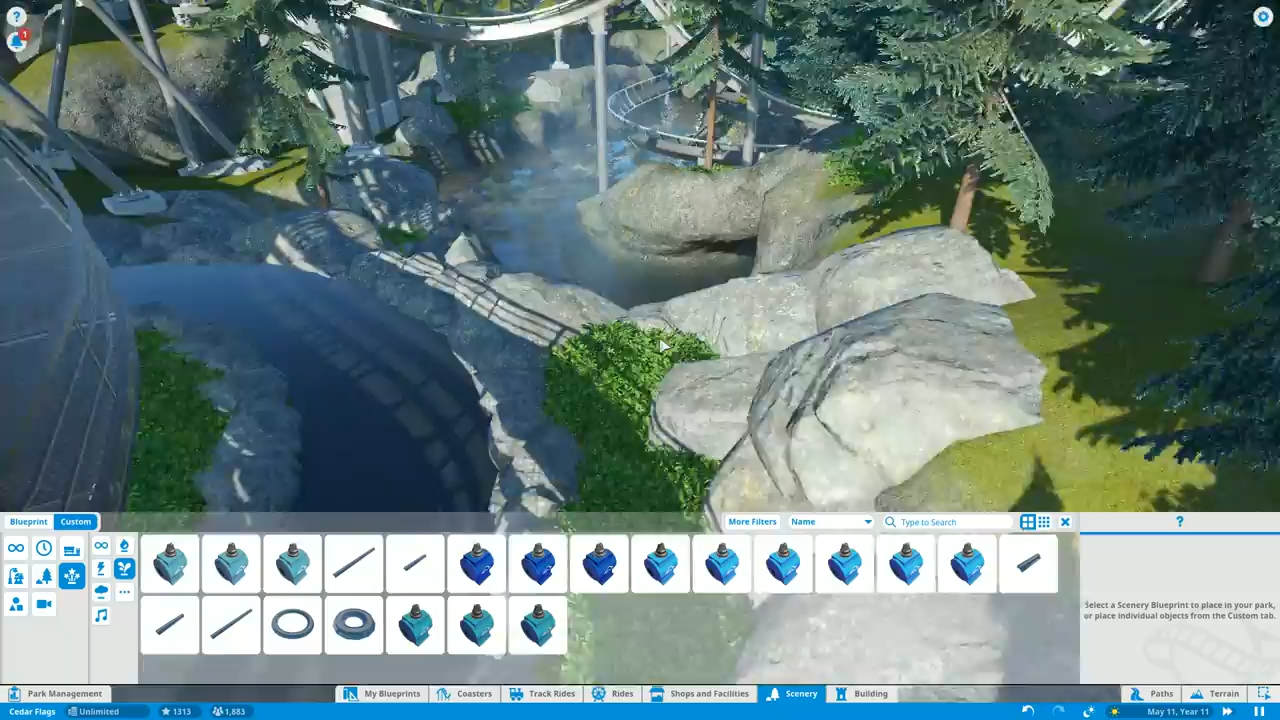 ?
1
Blueprint
Custom
More Filters
Name
Type to Search
?
Select a Scenery Blueprint to place in your park,
or place individual objects from the Custom tab.
Park Management
My Blueprints
Coasters
Track Rides
Rides
Shops and Facilities
Scenery
Building
Paths
Terrain
Cedar Flags
Unlimited
1313
1,883
May 11, Year 11